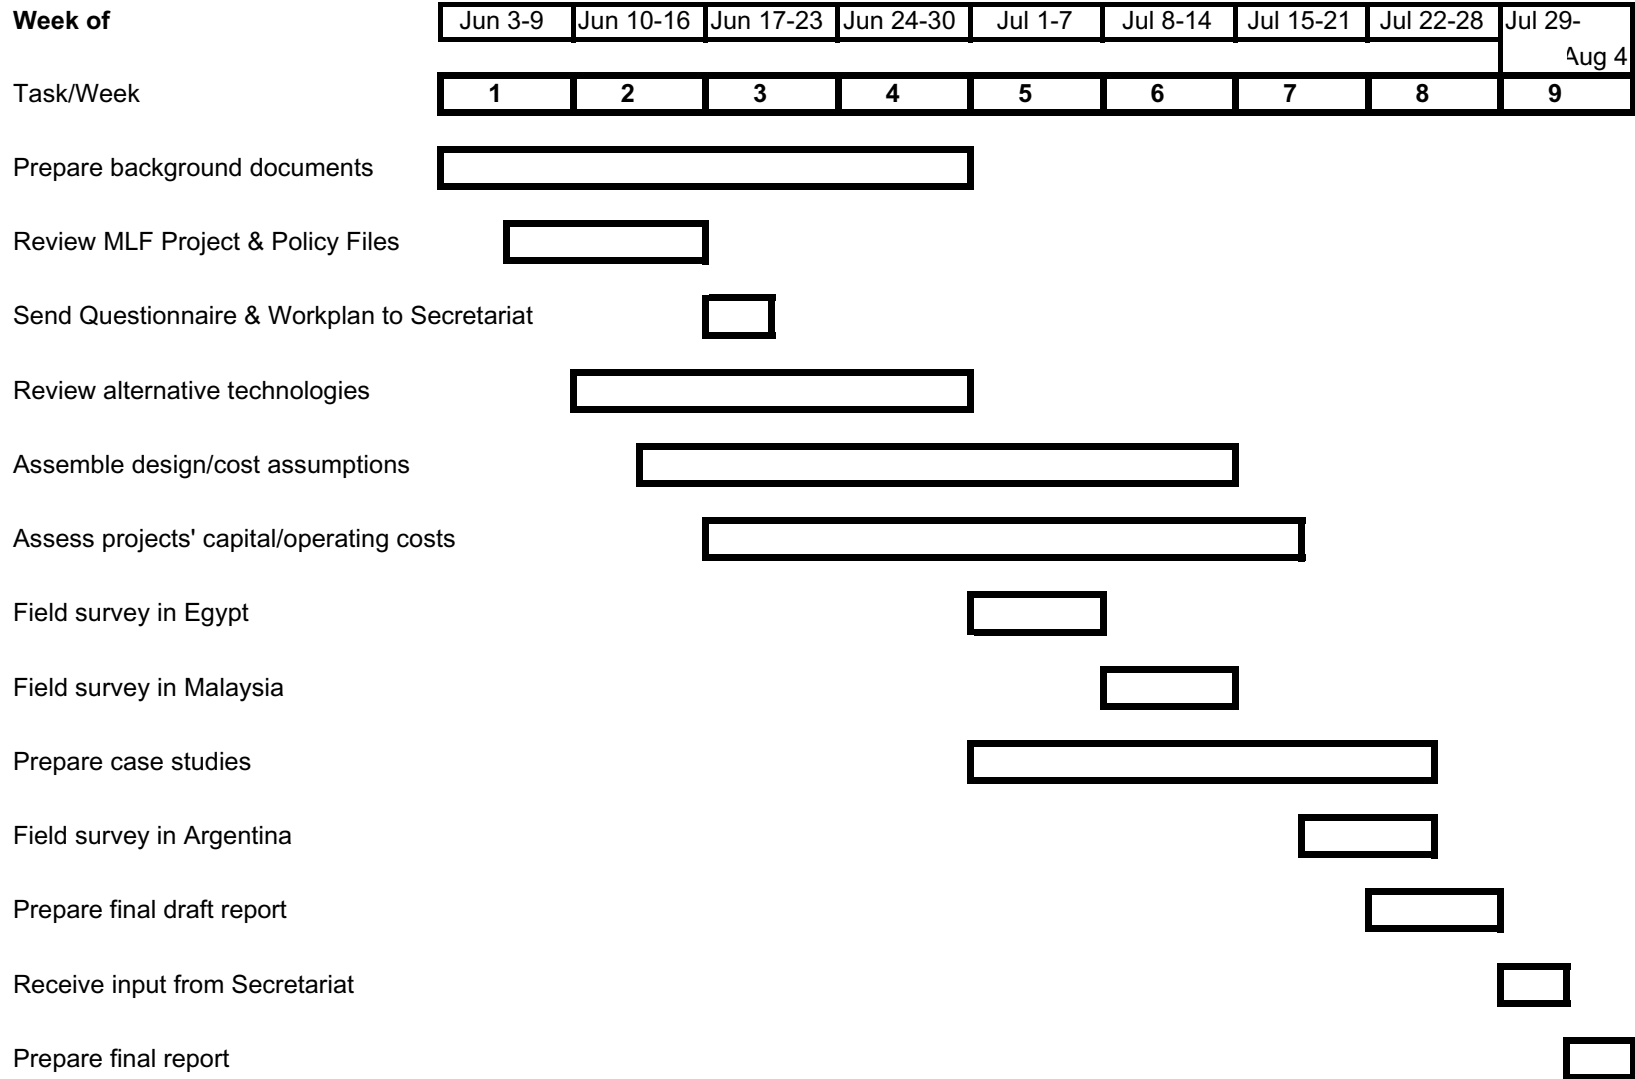 Week of Jun 3-9 Jun 10-16 Jun 17-23 Jun 24-30 Jul 1-7 Jul 8-14 Jul 15-21 Jul 22-28 Jul 29-
Aug 4
Task/Week 1 2 3 4 5 6 7 8 9
Prepare background documents
Review MLF Project & Policy Files
Send Questionnaire & Workplan to Secretariat
Review alternative technologies
Assemble design/cost assumptions
Assess projects' capital/operating costs
Field survey in Egypt
Field survey in Malaysia
Prepare case studies
Field survey in Argentina
Prepare final draft report
Receive input from Secretariat
Prepare final report